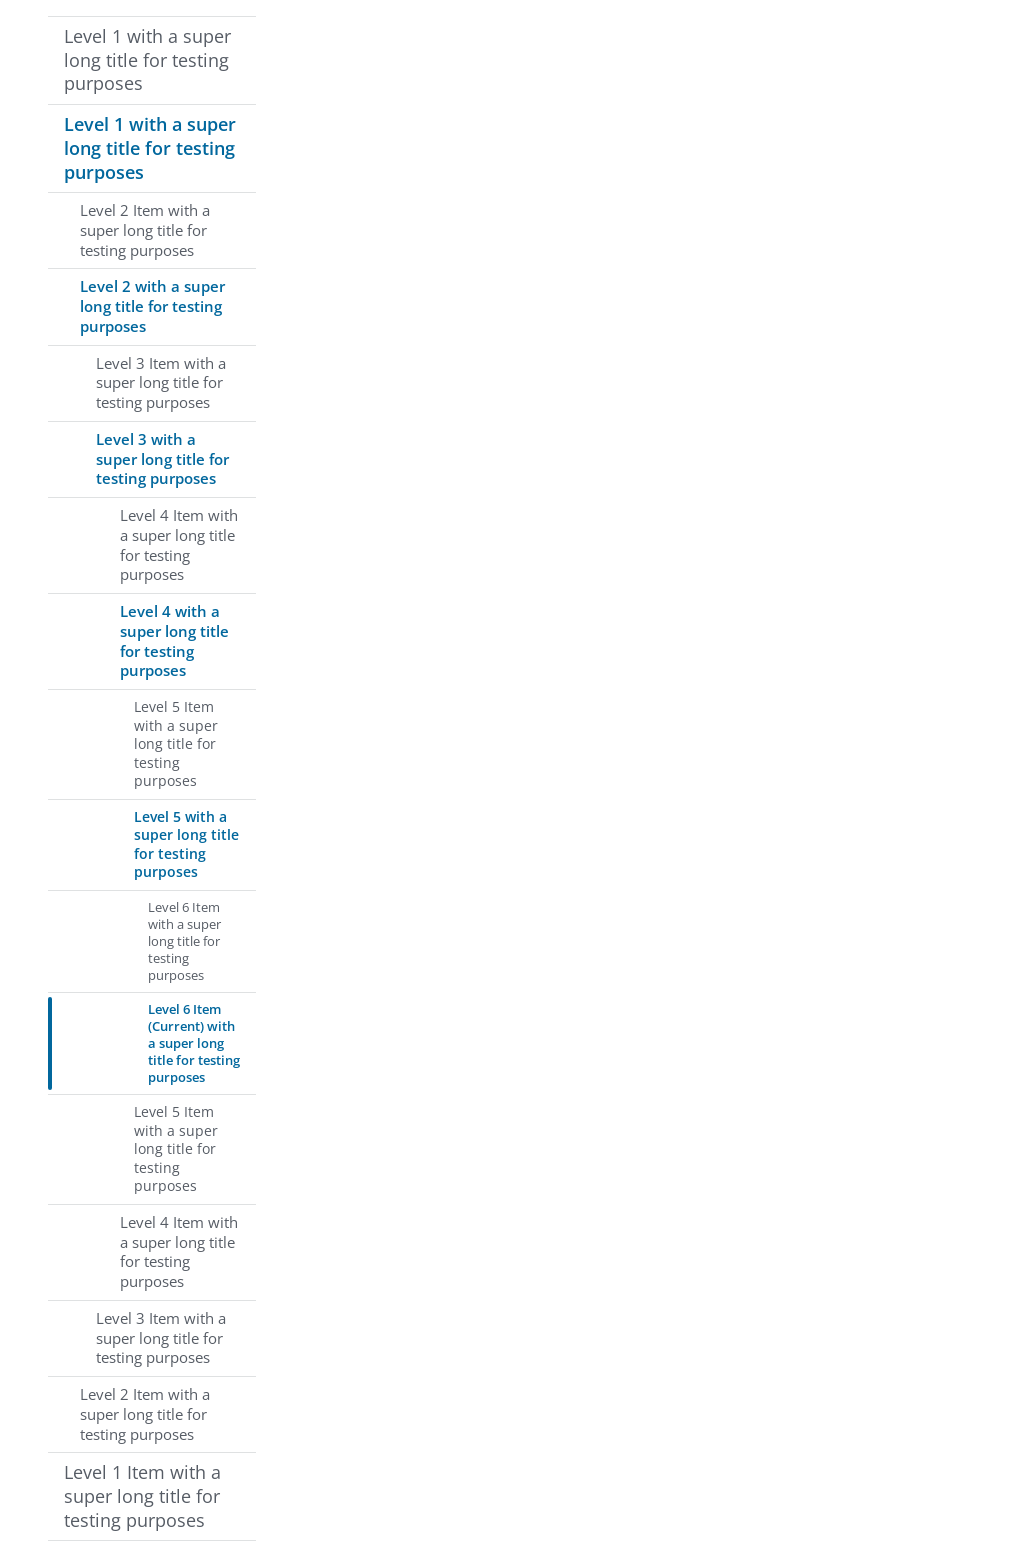 Level 1 with a super
long title for testing
purposes
Level 1 with a super
long title for testing
purposes
Level 2 Item with a
super long title for
testing purposes
Level 2 with a super
long title for testing
purposes
Level 3 Item with a
super long title for
testing purposes
Level 3 with a
super long title for
testing purposes
Level 4 Item with
a super long title
for testing
purposes
Level 4 with a
super long title
for testing
purposes
Level 5 Item
with a super
long title for
testing
purposes
Level 5 with a
super long title
for testing
purposes
Level 6 Item
with a super
long title for
testing
purposes
Level 6 Item
(Current) with
a super long
title for testing
purposes
Level 5 Item
with a super
long title for
testing
purposes
Level 4 Item with
a super long title
for testing
purposes
Level 3 Item with a
super long title for
testing purposes
Level 2 Item with a
super long title for
testing purposes
Level 1 Item with a
super long title for
testing purposes